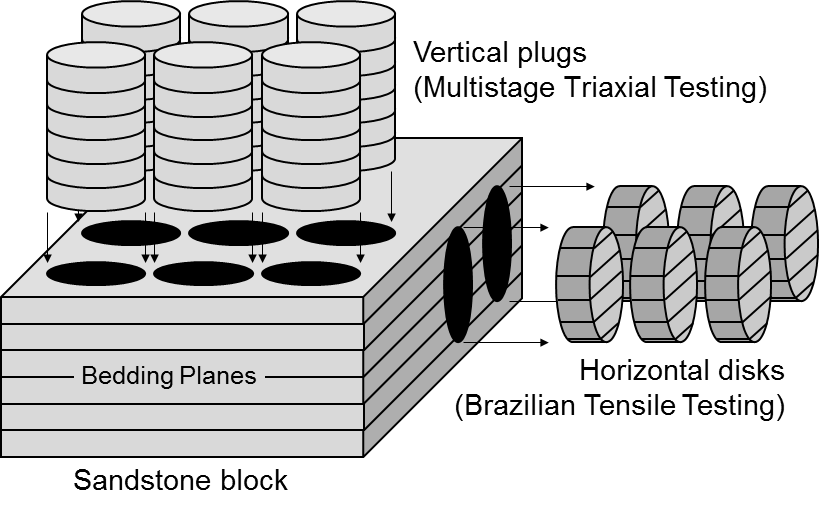 Vertical plugs
(Multistage Triaxial Testing)
Bedding Planes
Horizontal disks
(Brazilian Tensile Testing)
Sandstone block